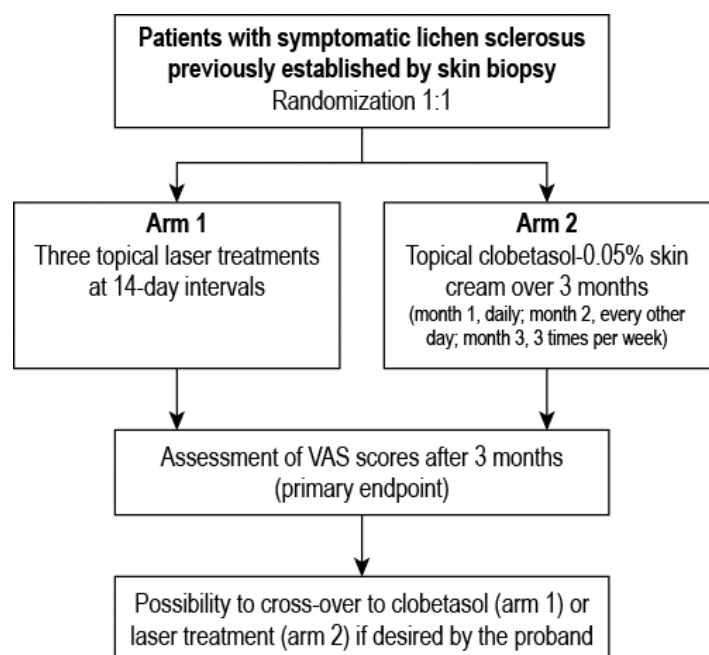 Patients with symptomatic lichen sclerosus
previously established by skin biopsy
Randomization 1:1
Arm 1
Three topical laser treatments
at 14-day intervals
Arm 2
Topical clobetasol-0.05% skin
cream over 3 months
(month 1, daily; month 2, every other
day; month 3, 3 times per week)
Assessment of VAS scores after 3 months
(primary endpoint)
Possibility to cross-over to clobetasol (arm 1) or
laser treatment (arm 2) if desired by the proband